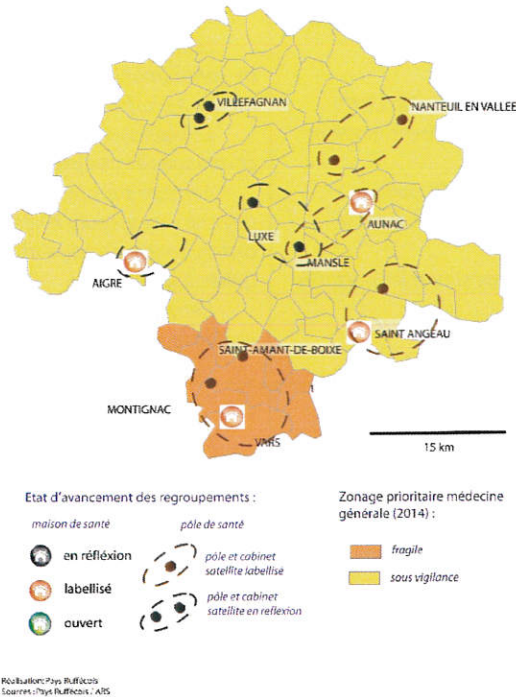 VILLEFAGNAN
NANTEUIL EN VALLEE
LUXE
AUNAC
MANSLE
AIGRE
SAINT ANGEAU
SAINT-AMANT-DE-BOIXE
MONTIGNAC
VARS
15 km
Etat d'avancement des regroupements :
maison de santé
pôle de santé
en réfléxion
pôle et cabinet
satellite labellisé
labellisé
pôle et cabinet
satellite en reflexion
ouvert
Zonage prioritaire médecine
générale (2014) :
fragile
sous vigilance
Réalisation:Pays Ruffécois
Sources : Pays Ruffécois / ARS